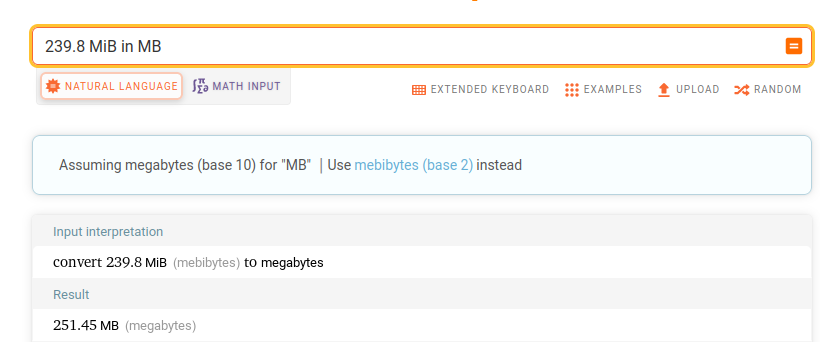 239.8 MiB in MB
NATURAL LANGUAGE MATH INPUT EXTENDED KEYBOARD EXAMPLES UPLOAD RANDOM
Assuming megabytes (base 10) for "MB" | Use mebibytes (base 2) instead
Input interpretation
convert 239.8 MiB (mebibytes) to megabytes
Result
251.45 MB (megabytes)